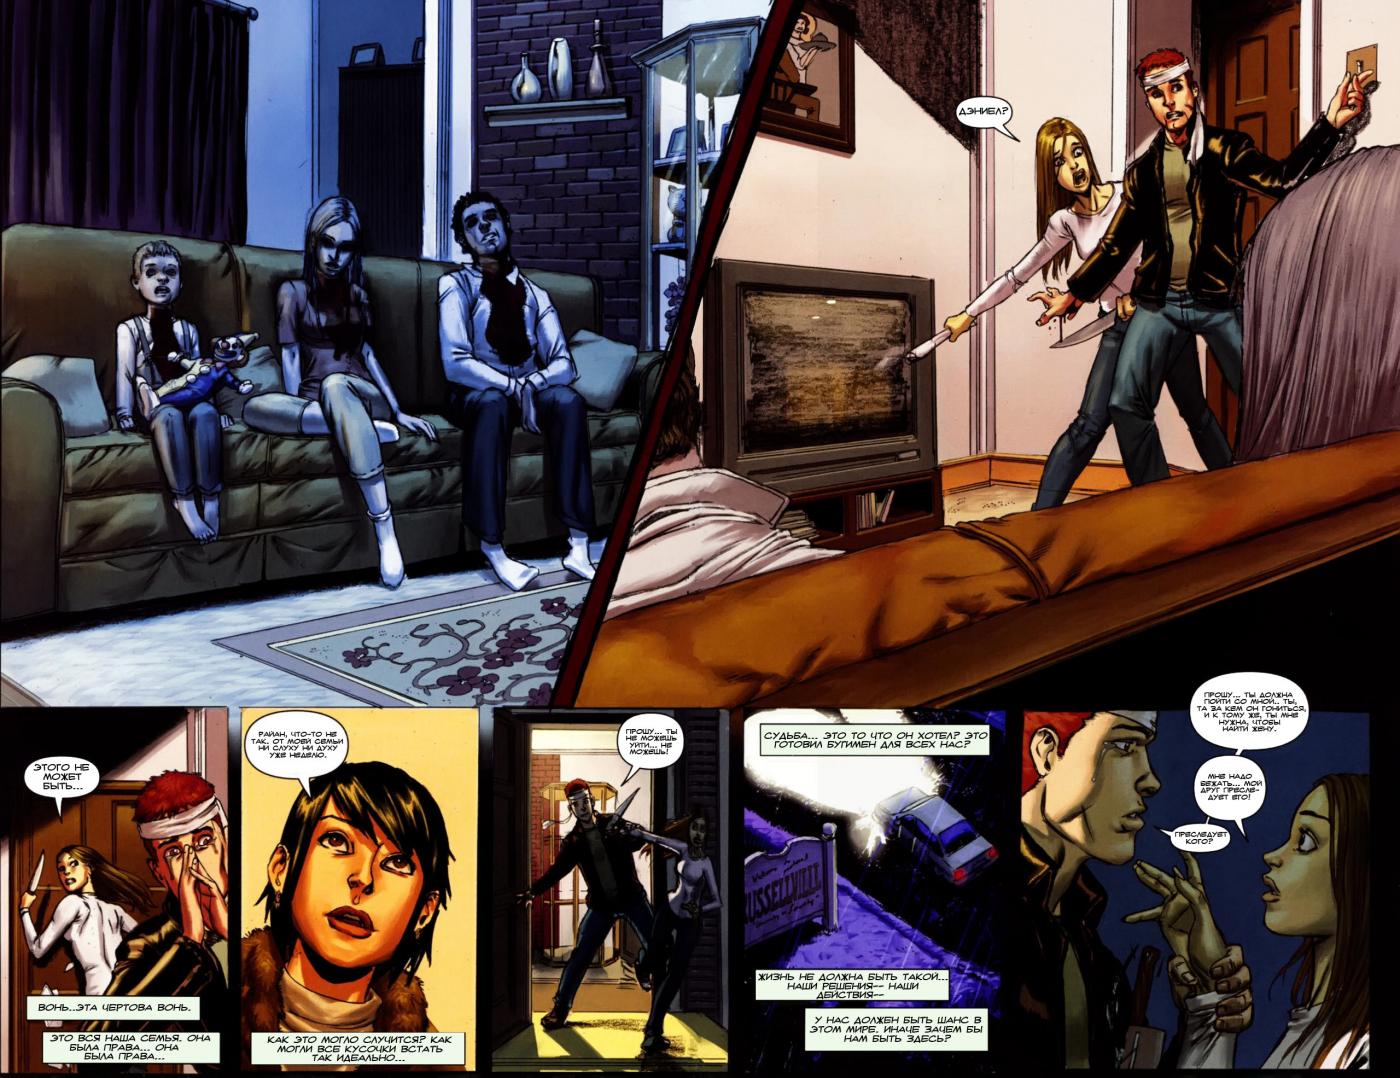 ДЭНИЕЛ?
ЭТОГО НЕ
МОЖЕТ
БЫТЬ...
ВОНЬ..ЭТА ЧЕРТОВА ВОНЬ.
ЭТО ВСЯ НАША СЕМЬЯ. ОНА
БЫЛА ПРАВА... ОНА
БЫЛА ПРАВА...
РАЙАН, ЧТО-ТО НЕ
ТАК. ОТ МОЕЙ СЕМЬИ
НИ СЛУХУ НИ ДУХУ
УЖЕ НЕДЕЛЮ.
КАК ЭТО МОГЛО СЛУЧИТСЯ? КАК
МОГЛИ ВСЕ КУСОЧКИ ВСТАТЬ
ТАК ИДЕАЛЬНО...
ПРОШУ... ТЫ
НЕ МОЖЕШЬ
УЙТИ... НЕ
МОЖЕШЬ!
СУДЬБА... ЭТО ТО ЧТО ОН ХОТЕЛ? ЭТО
ГОТОВИЛ БУГИМЕН ДЛЯ ВСЕХ НАС?
Welcome to
RUSSELLVILLE
ЖИЗНЬ НЕ ДОЛЖНА БЫТЬ ТАКОЙ...
НАШИ РЕШЕНИЯ-- НАШИ
ДЕЙСТВИЯ--
У НАС ДОЛЖЕН БЫТЬ ШАНС В
ЭТОМ МИРЕ. ИНАЧЕ ЗАЧЕМ БЫ
НАМ БЫТЬ ЗДЕСЬ?
ПРОШУ... ТЫ ДОЛЖНА
ПОЙТИ СО МНОЙ.. ТЫ,
ТА ЗА КЕМ ОН ГОНИТЬСЯ,
И К ТОМУ ЖЕ, ТЫ МНЕ
НУЖНА, ЧТОБЫ
НАЙТИ ЖЕНУ.
МНЕ НАДО
БЕЖАТЬ... МОЙ
ДРУГ ПРЕСЛЕ-
ДУЕТ ЕГО!
ПРЕСЛЕДУЕТ
КОГО?